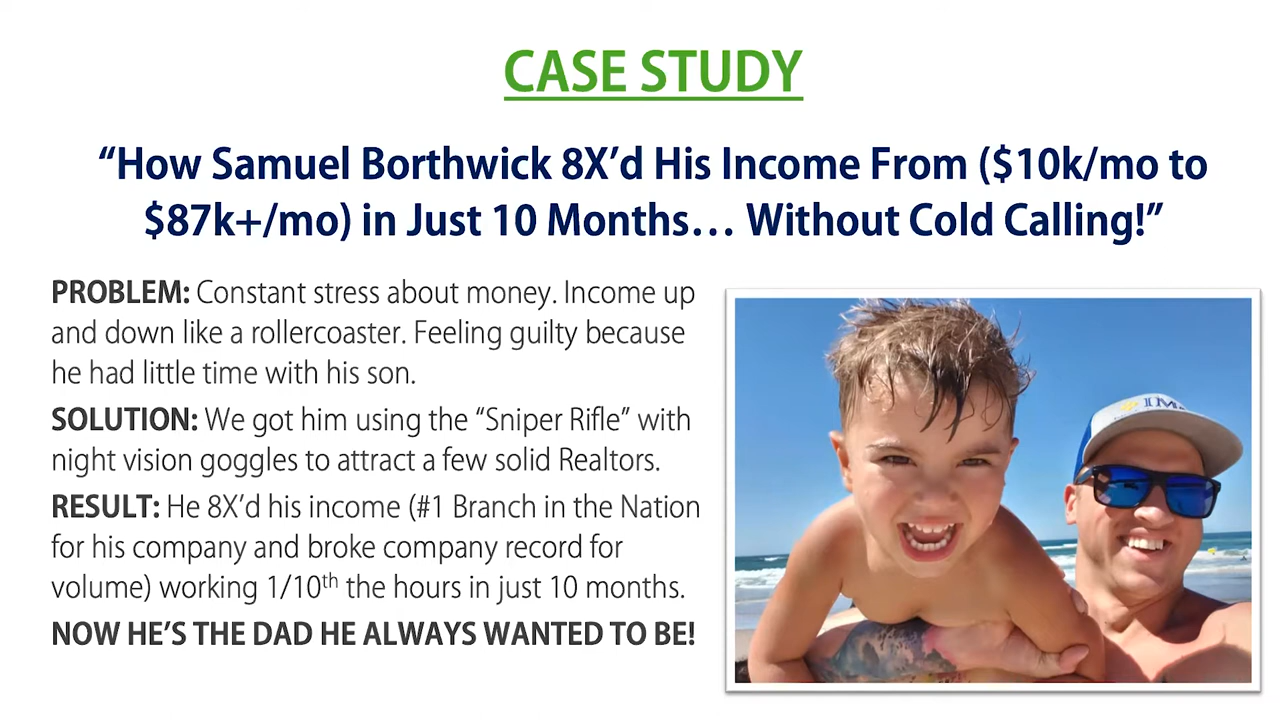 CASE STUDY
“How Samuel Borthwick 8X’d His Income From ($10k/mo to
$87k+/mo) in Just 10 Months… Without Cold Calling!”
PROBLEM: Constant stress about money. Income up
and down like a rollercoaster. Feeling guilty because
he had little time with his son.
SOLUTION: We got him using the “Sniper Rifle” with
night vision goggles to attract a few solid Realtors.
RESULT: He 8X’d his income (#1 Branch in the Nation
for his company and broke company record for
volume) working 1/10th the hours in just 10 months.
NOW HE’S THE DAD HE ALWAYS WANTED TO BE!